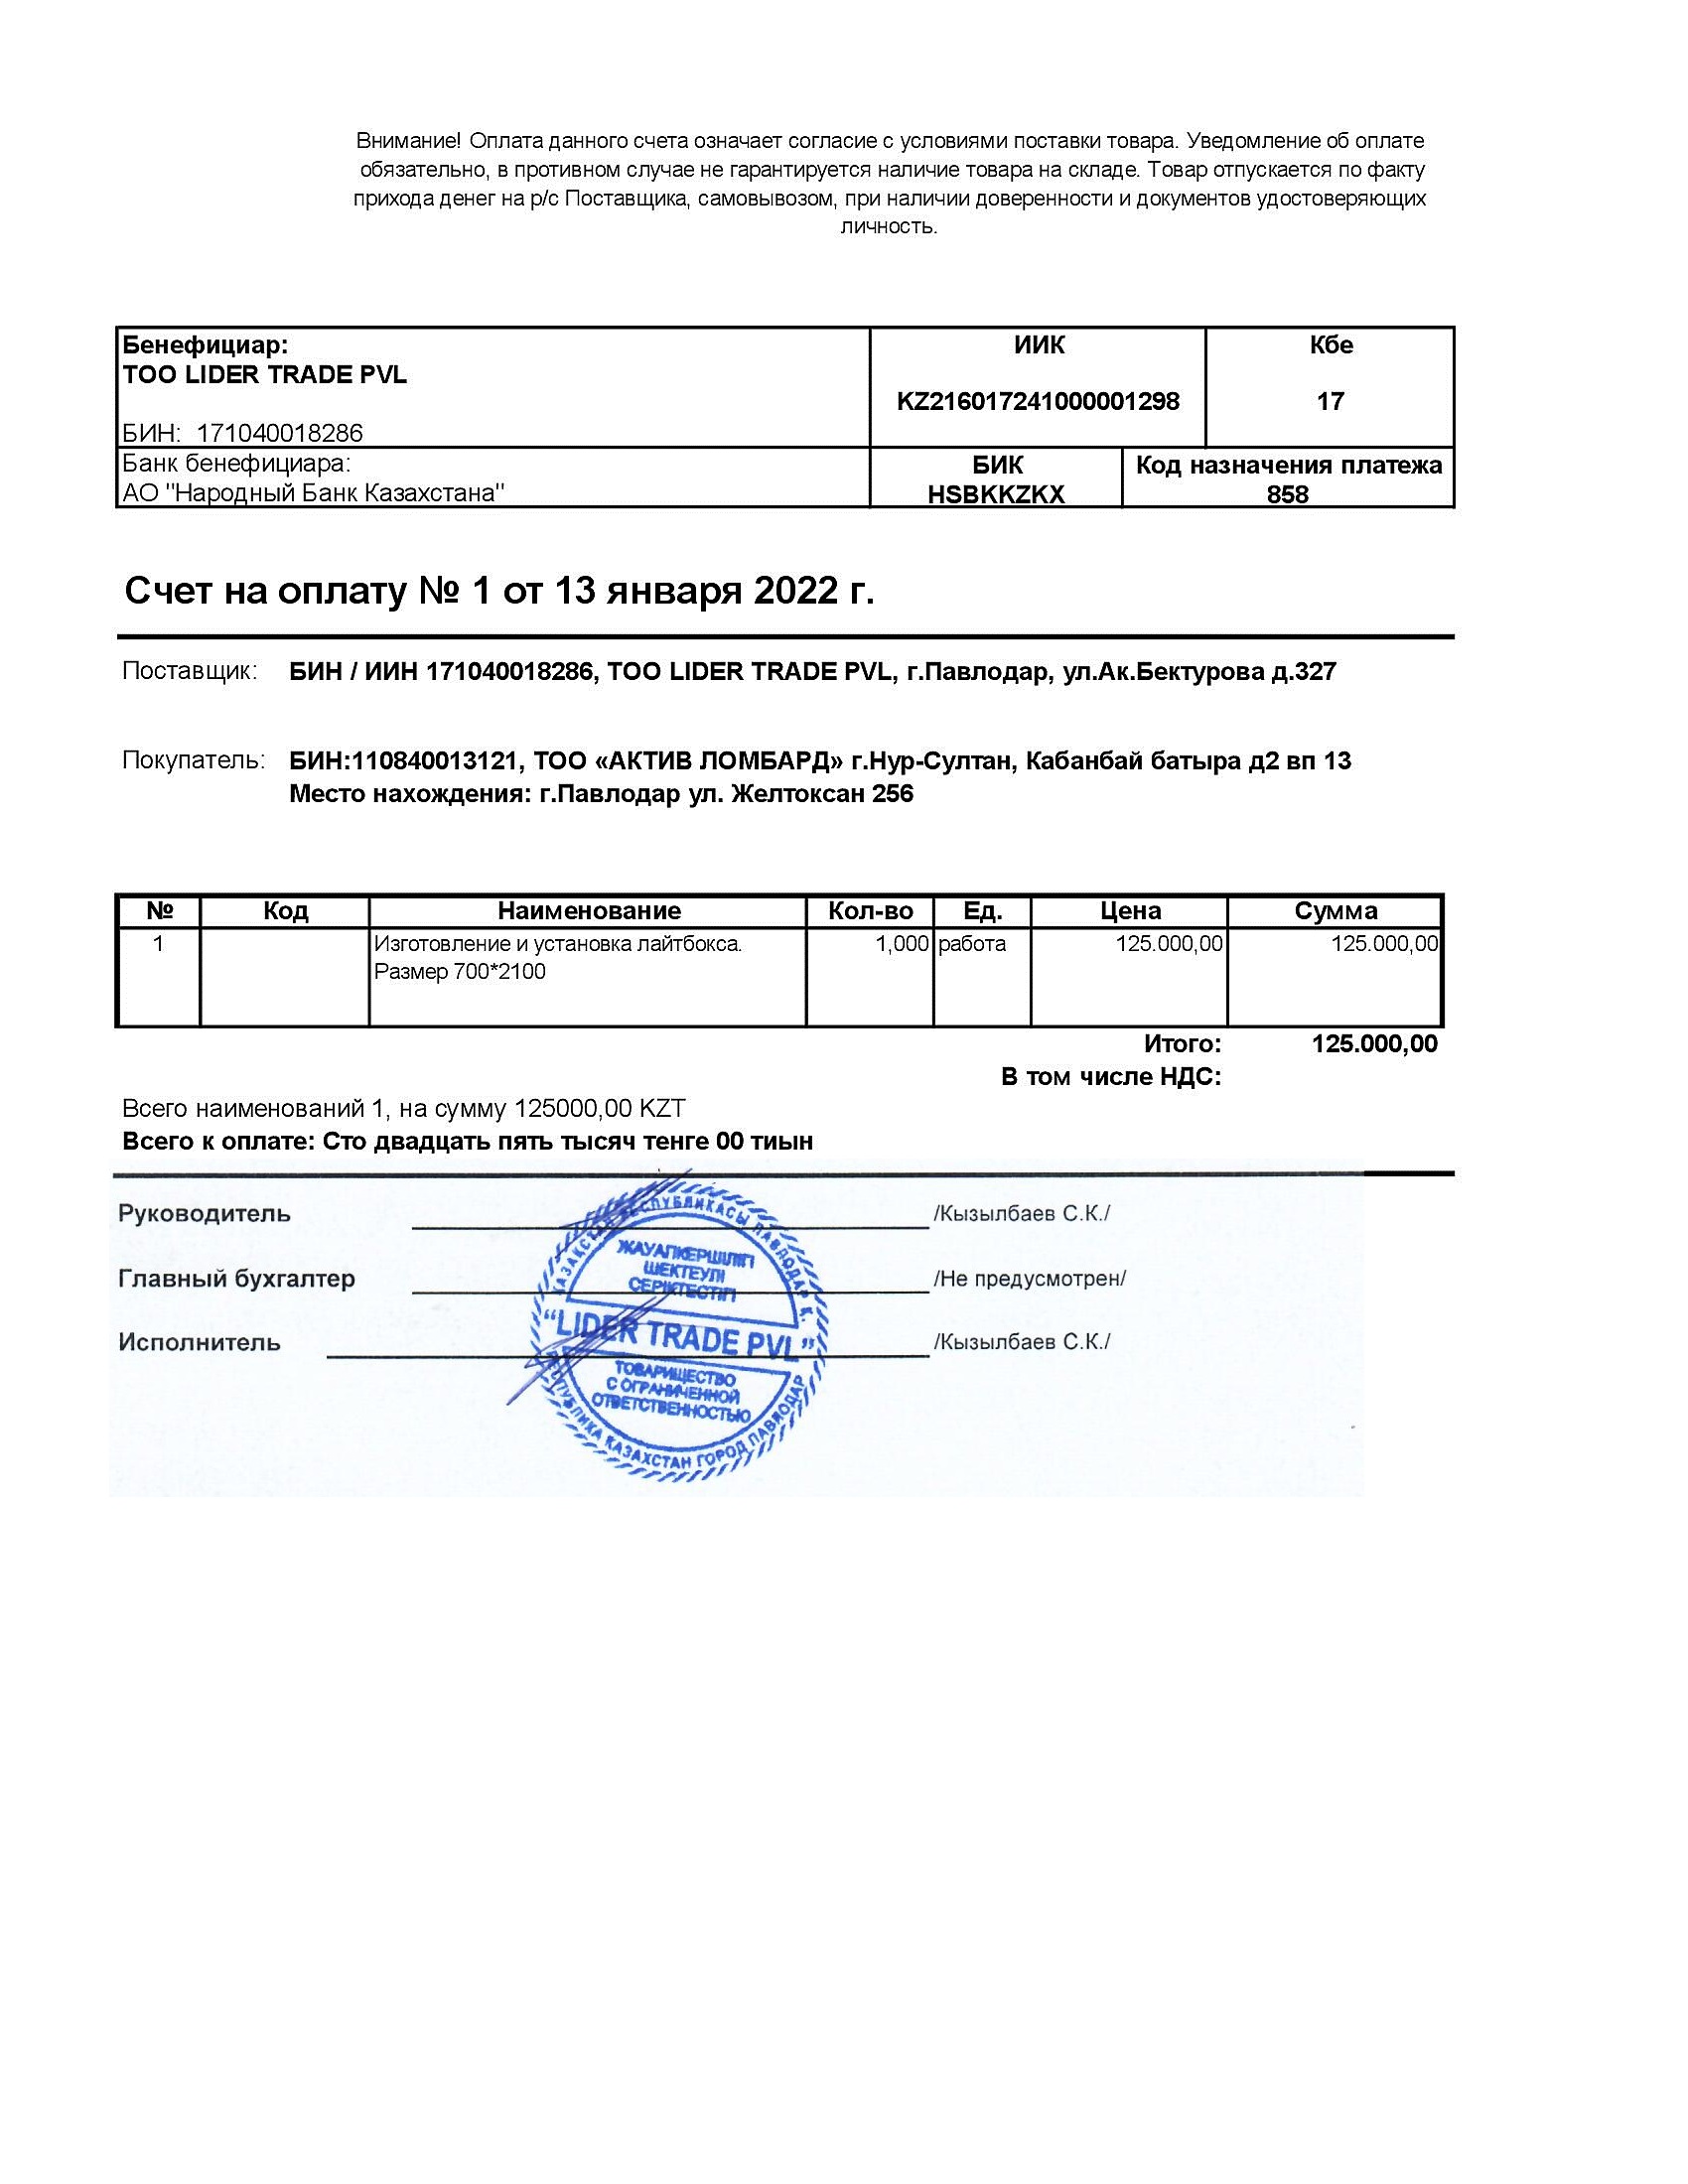 Внимание! Оплата данного счета означает согласие с условиями поставки товара. Уведомление об оплате
обязательно, в противном случае не гарантируется наличие товара на складе. Товар отпускается по факту
прихода денег на р/с Поставщика, самовывозом, при наличии доверенности и документов удостоверяющих
личность.
Бенефициар: ИИК Кбе
ТОО LIDER TRADE PVL
KZ216017241000001298 17
БИН: 171040018286
Банк бенефициара: БИК Код назначения платежа
АО "Народный Банк Казахстана" HSBKKZKX 858
Счет на оплату № 1 от 13 января 2022 г.
Поставщик: БИН / ИИН 171040018286, ТОО LIDER TRADE PVL, г.Павлодар, ул.Ак.Бектурова д.327
Покупатель: БИН:110840013121, ТОО «АКТИВ ЛОМБАРД» г.Нур-Султан, Кабанбай батыра д2 вп 13
Место нахождения: г.Павлодар ул. Желтоксан 256
№ Код Наименование Кол-во Ед. Цена Сумма
1 Изготовление и установка лайтбокса. 1,000 работа 125.000,00 125.000,00
Размер 700*2100
Итого: 125.000,00
В том числе НДС:
Всего наименований 1, на сумму 125000,00 KZT
Всего к оплате: Сто двадцать пять тысяч тенге 00 тиын
Руководитель /Кызылбаев С.К./
Главный бухгалтер /Не предусмотрен/
Исполнитель /Кызылбаев С.К./
ҚАЗАҚСТАН РЕСПУБЛИКАСЫ ПАВЛОДАР Қ.
ЖАУАПКЕРШІЛІГІ
ШЕКТЕУЛІ
СЕРІКТЕСТІГІ
“LIDER TRADE PVL”
ТОВАРИЩЕСТВО
С ОГРАНИЧЕННОЙ
ОТВЕТСТВЕННОСТЬЮ
РЕСПУБЛИКА КАЗАХСТАН ГОРОД ПАВЛОДАР